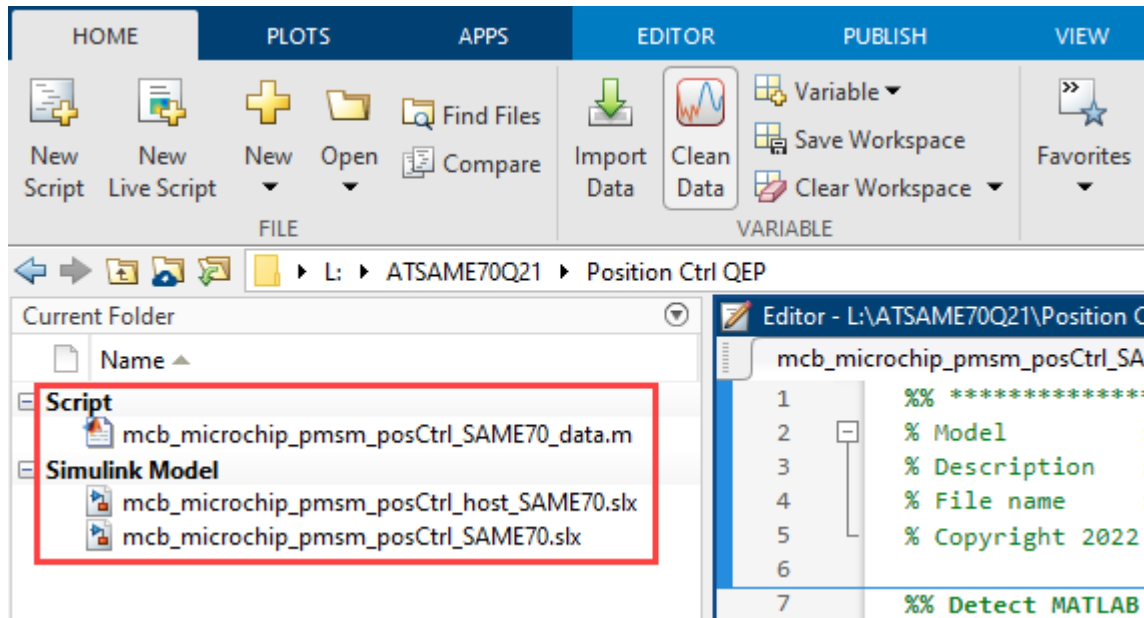 HOME PLOTS APPS EDITOR PUBLISH VIEW
New Script
New Live Script
New
Open
Find Files
Compare
Import Data
Clean Data
Variable
Save Workspace
Clear Workspace
Favorites
FILE VARIABLE
L: ATSAME70Q21 Position Ctrl QEP
Current Folder
Name
Script
mcb_microchip_pmsm_posCtrl_SAME70_data.m
Simulink Model
mcb_microchip_pmsm_posCtrl_host_SAME70.slx
mcb_microchip_pmsm_posCtrl_SAME70.slx
Editor - L:\ATSAME70Q21\Position C
mcb_microchip_pmsm_posCtrl_SA
1 %% **************
2 % Model
3 % Description
4 % File name
5 % Copyright 2022
6
7 %% Detect MATLAB